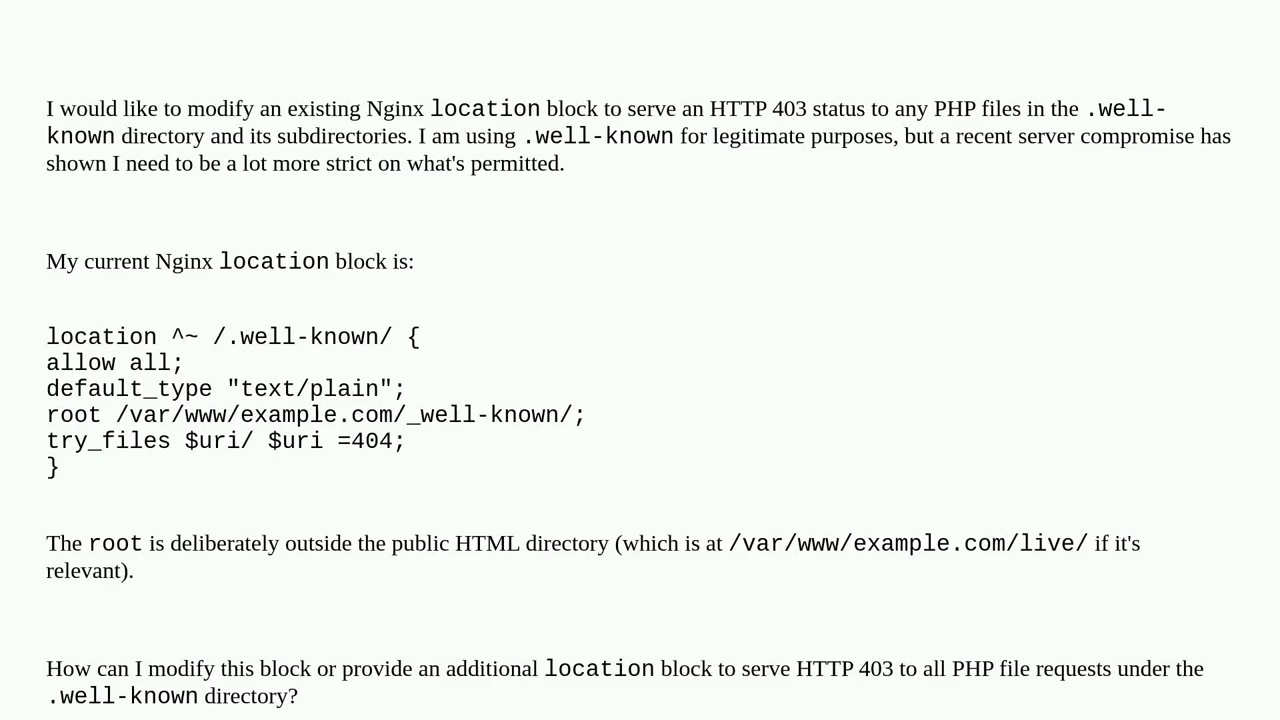 I would like to modify an existing Nginx location block to serve an HTTP 403 status to any PHP files in the .well-
known directory and its subdirectories. I am using .well-known for legitimate purposes, but a recent server compromise has
shown I need to be a lot more strict on what's permitted.
My current Nginx location block is:
location ^~ /.well-known/ {
allow all;
default_type "text/plain";
root /var/www/example.com/_well-known/;
try_files $uri/ $uri =404;
}
The root is deliberately outside the public HTML directory (which is at /var/www/example.com/live/ if it's
relevant).
How can I modify this block or provide an additional location block to serve HTTP 403 to all PHP file requests under the
.well-known directory?